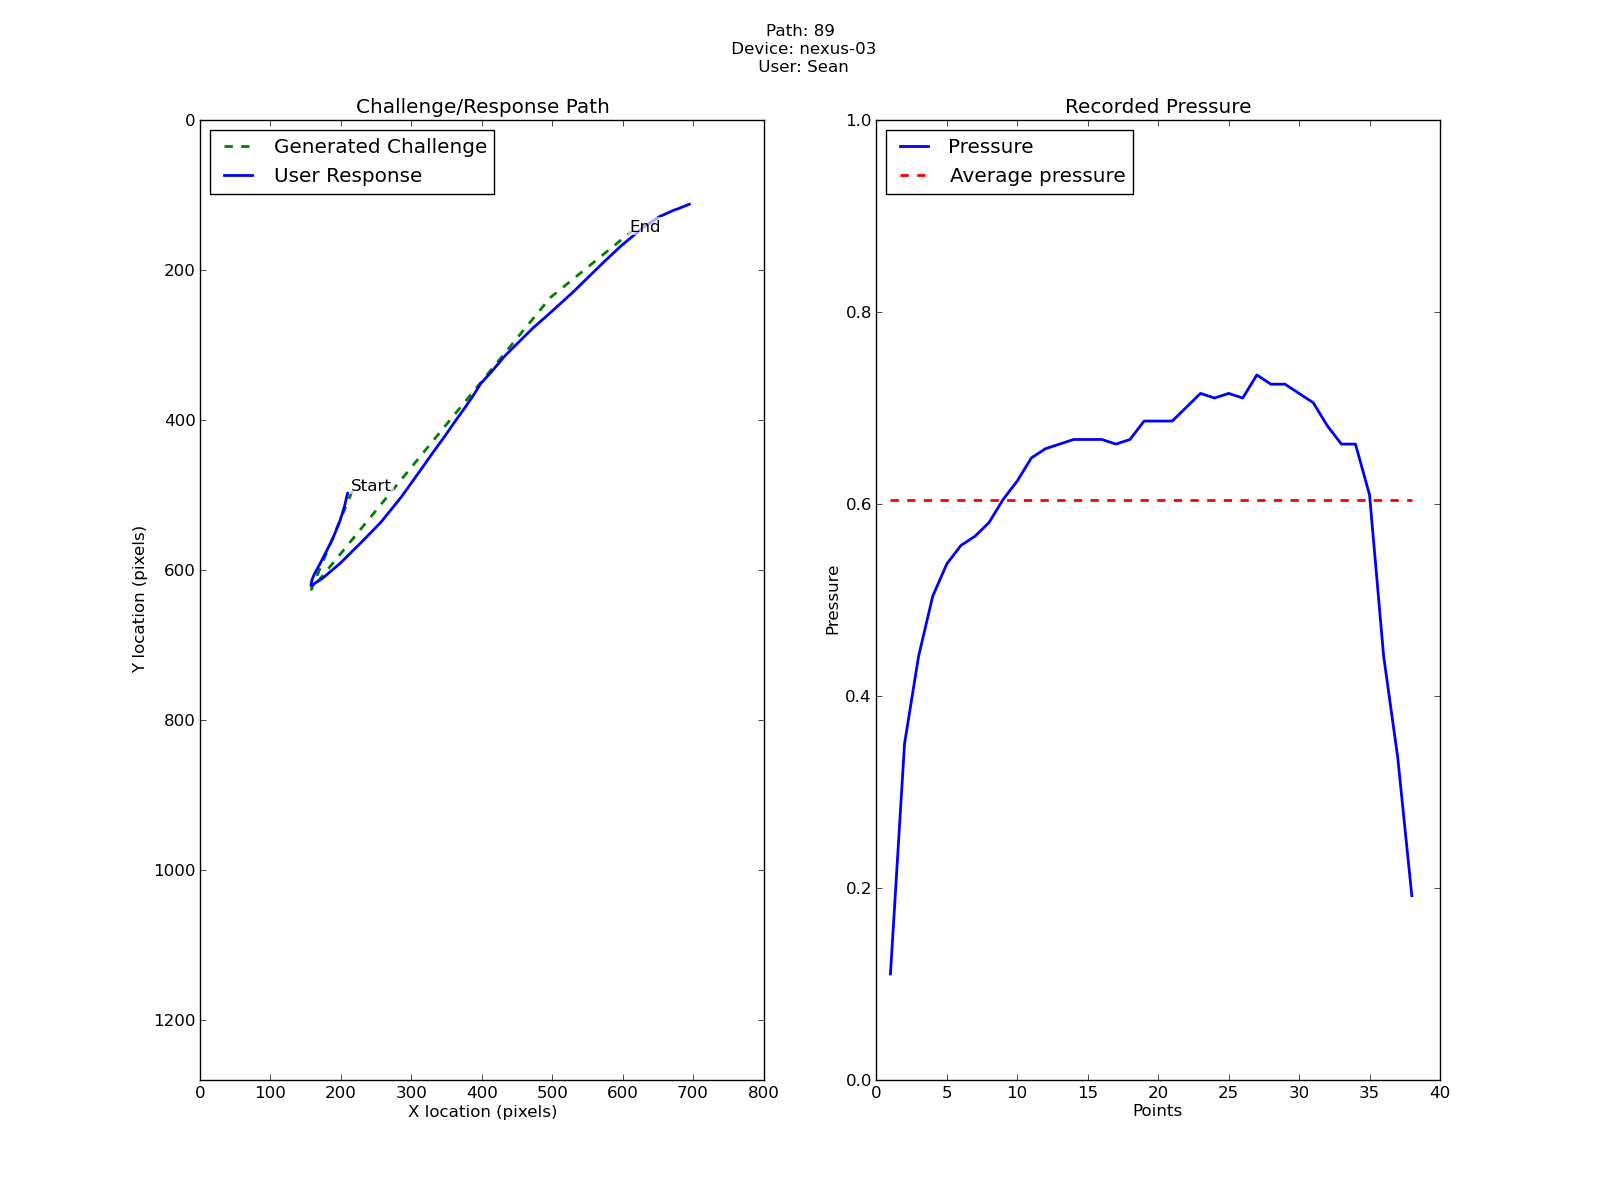 Path: 89
Device: nexus-03
User: Sean
Challenge/Response Path
Generated Challenge
User Response
0
200
400
600
800
1000
1200
Y location (pixels)
Start
End
0 100 200 300 400 500 600 700 800
X location (pixels)
Recorded Pressure
Pressure
Average pressure
1.0
0.8
0.6
0.4
0.2
0.0
Pressure
0 5 10 15 20 25 30 35 40
Points